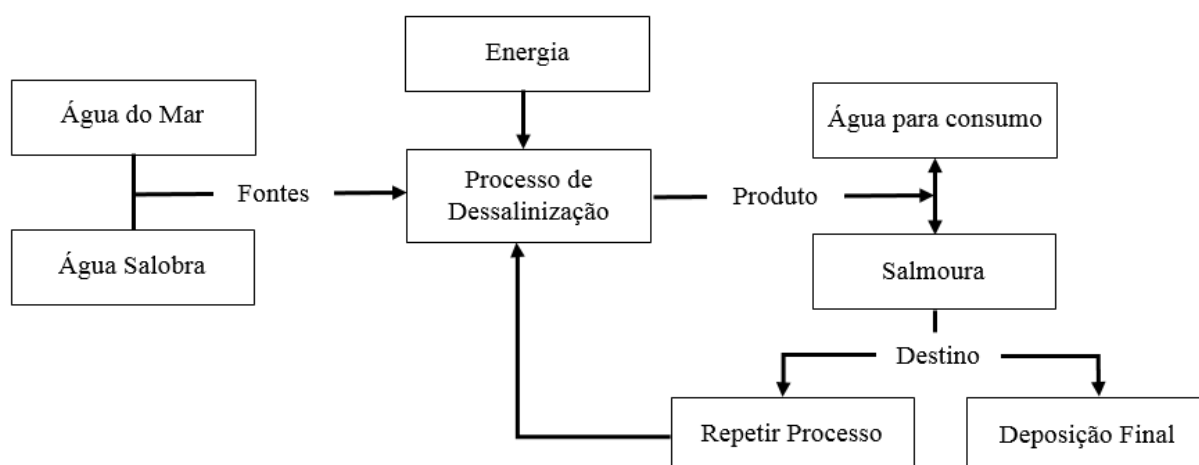 Energia
Água do Mar
Água para consumo
Fontes
Processo de
Dessalinização
Produto
Água Salobra
Salmoura
Destino
Repetir Processo
Deposição Final